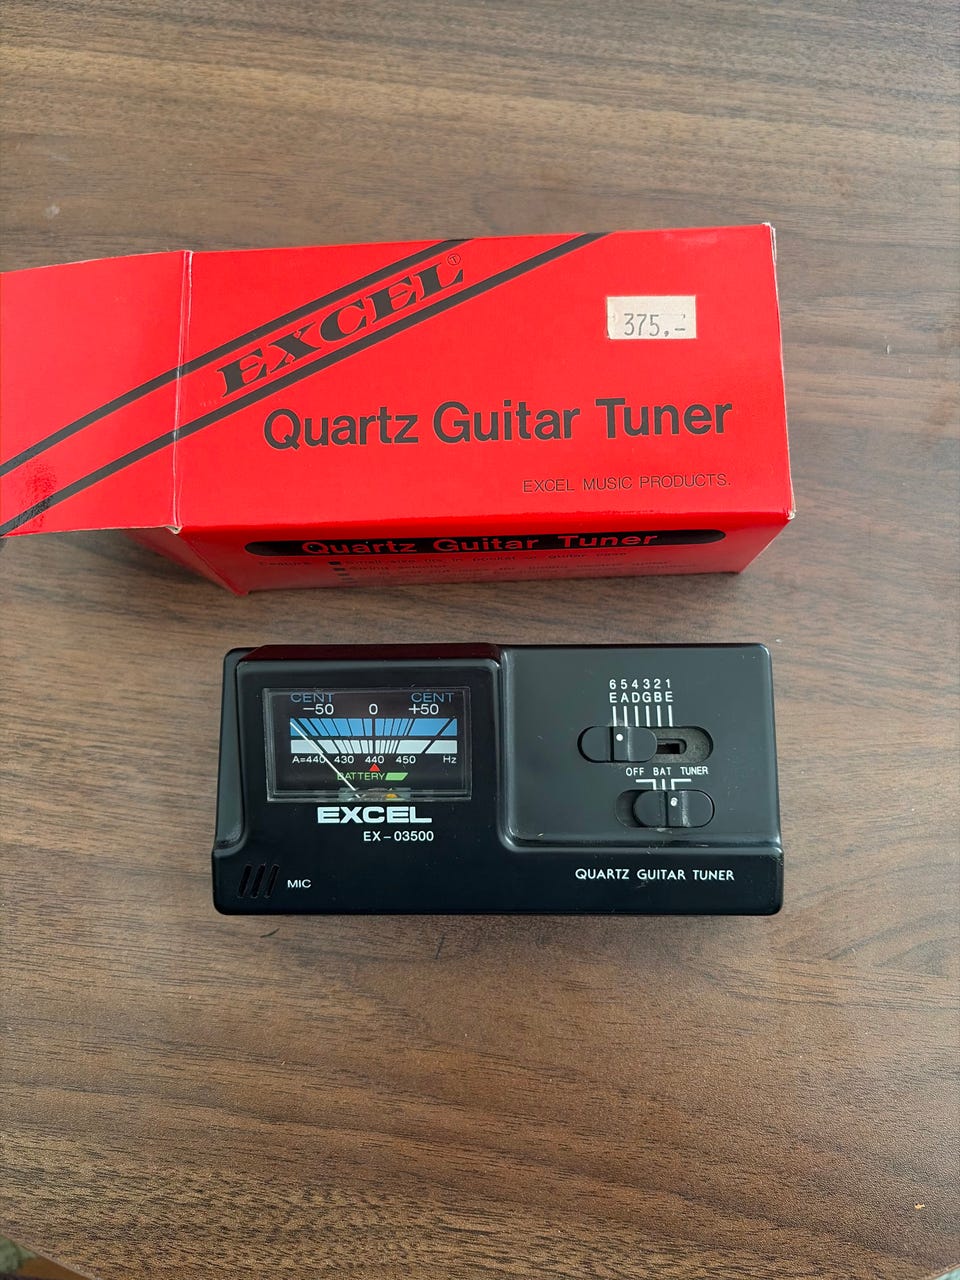 EXCEL
375,-
Quartz Guitar Tuner
EXCEL MUSIC PRODUCTS.
Quartz Guitar Tuner
CENT CENT
-50 0 +50
A=440 430 440 450 Hz
BATTERY
EXCEL
EX-03500
MIC
654321
EADGBE
OFF BAT TUNER
QUARTZ GUITAR TUNER